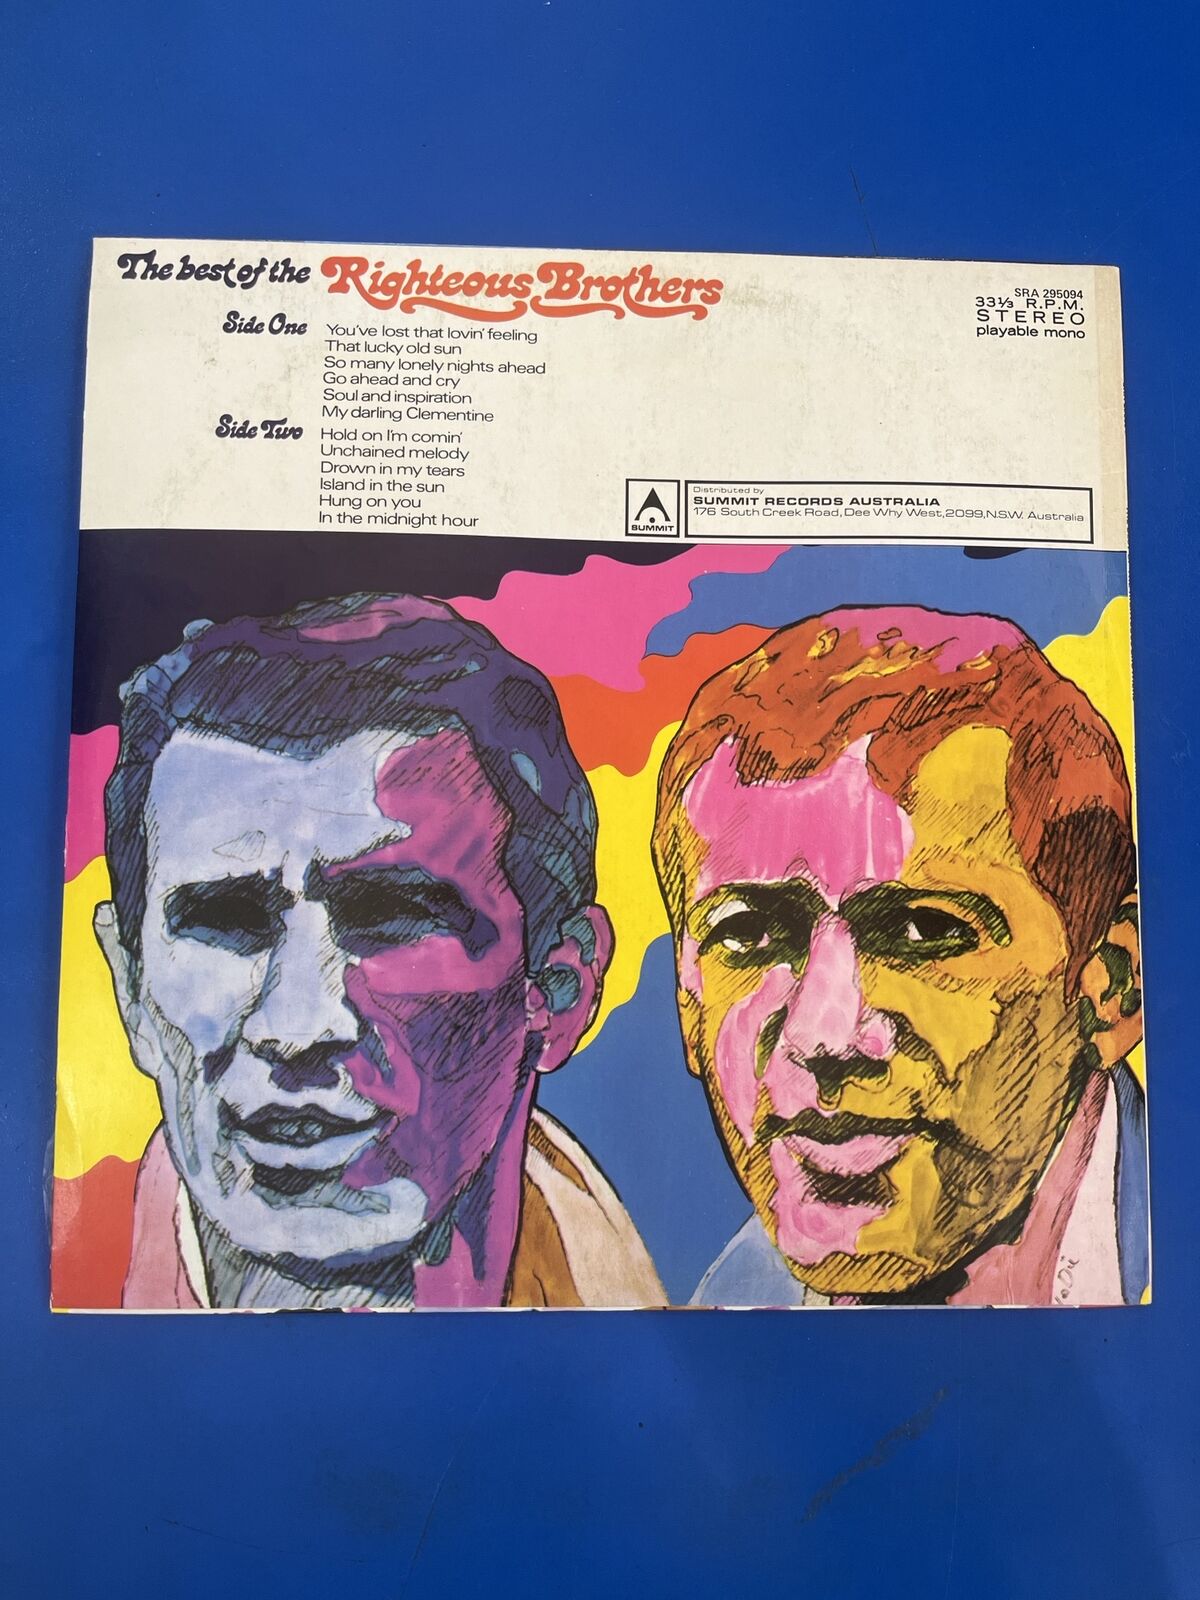 The best of the Righteous Brothers
SRA 295094
33⅓ R.P.M.
STEREO
playable mono
Side One
You've lost that lovin' feeling
That lucky old sun
So many lonely nights ahead
Go ahead and cry
Soul and inspiration
My darling Clementine
Side Two
Hold on I'm comin'
Unchained melody
Drown in my tears
Island in the sun
Hung on you
In the midnight hour
SUMMIT
Distributed by
SUMMIT RECORDS AUSTRALIA
176 South Creek Road, Dee Why West, 2099, N.S.W. Australia